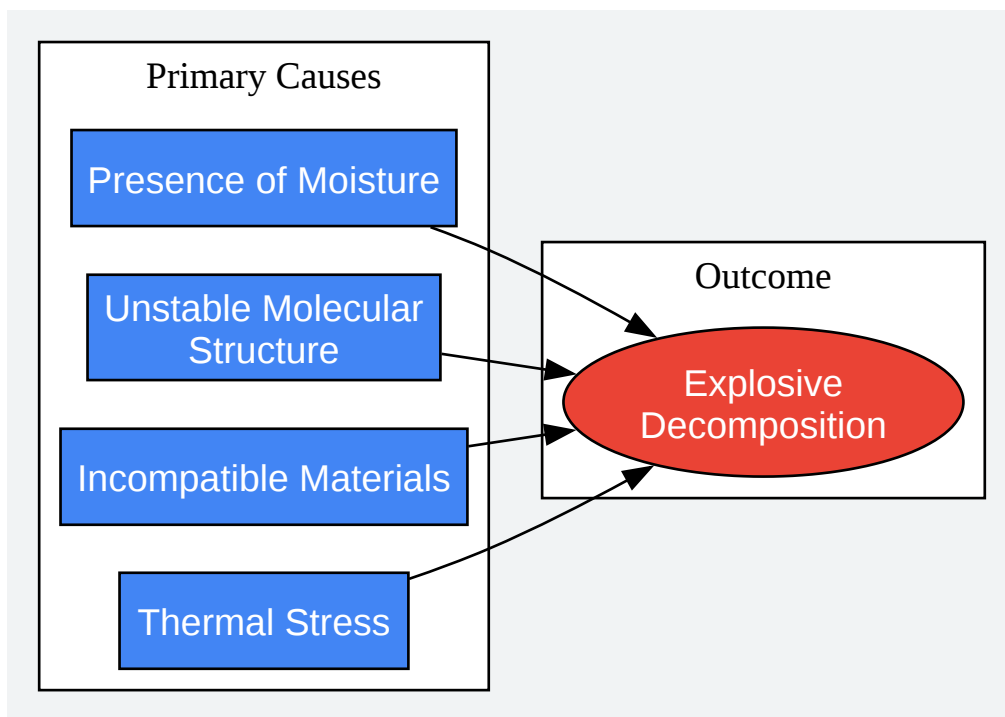 Primary Causes
Presence of Moisture
Unstable Molecular
Structure
Incompatible Materials
Thermal Stress
Outcome
Explosive
Decomposition